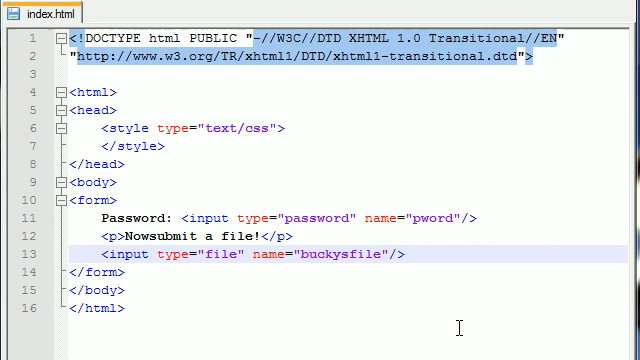 index.html
1 <!DOCTYPE html PUBLIC "-//W3C//DTD XHTML 1.0 Transitional//EN"
2 "http://www.w3.org/TR/xhtml1/DTD/xhtml1-transitional.dtd">
3
4 <html>
5 <head>
6 <style type="text/css">
7 </style>
8 </head>
9 <body>
10 <form>
11 Password: <input type="password" name="pword"/>
12 <p>Nowsubmit a file!</p>
13 <input type="file" name="buckysfile"/>
14 </form>
15 </body>
16 </html>